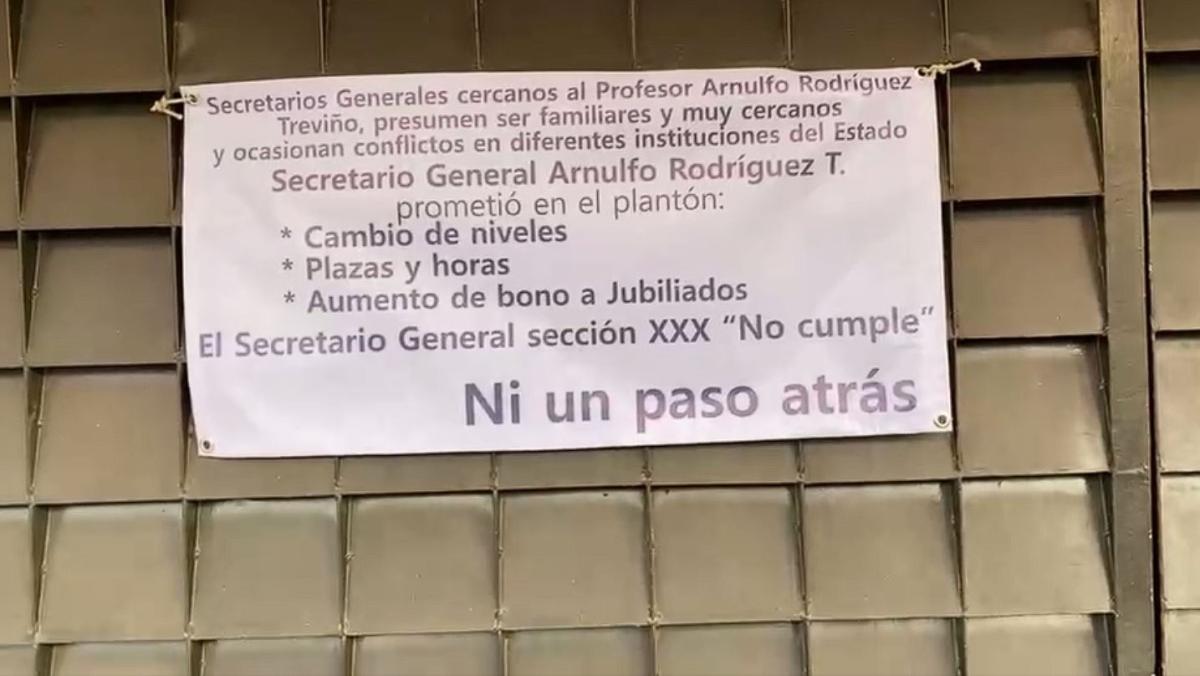 Secretarios Generales cercanos al Profesor Arnulfo Rodríguez
Treviño, presumen ser familiares y muy cercanos
y ocasionan conflictos en diferentes instituciones del Estado
Secretario General Arnulfo Rodríguez T.
prometió en el plantón:
* Cambio de niveles
* Plazas y horas
* Aumento de bono a Jubiliados
El Secretario General sección XXX "No cumple"
Ni un paso atrás